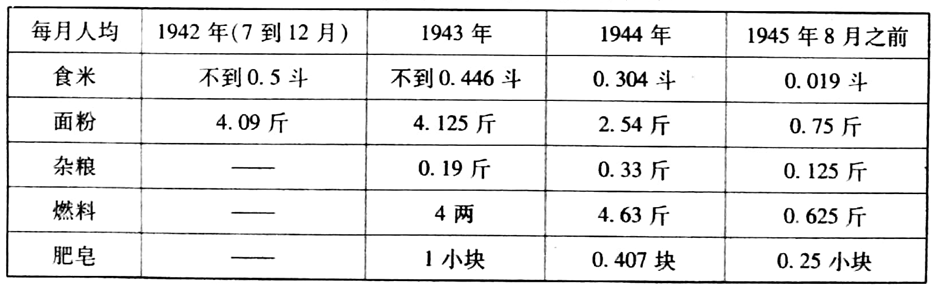 每月人均 1942 年(7 到 12 月) 1943 年 1944 年 1945 年 8 月之前
食米 不到 0.5 斗 不到 0.446 斗 0.304 斗 0.019 斗
面粉 4.09 斤 4.125 斤 2.54 斤 0.75 斤
杂粮 —— 0.19 斤 0.33 斤 0.125 斤
燃料 —— 4 两 4.63 斤 0.625 斤
肥皂 —— 1 小块 0.407 块 0.25 小块